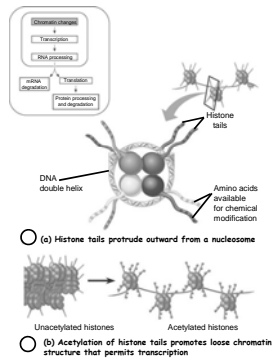 Chromatin changes
Transcription
RNA processing
mRNA
degradation
Translation
Protein processing
and degradation
Histone
tails
DNA
double helix
Amino acids
available
for chemical
modification
(a) Histone tails protrude outward from a nucleosome
Unacetylated histones
Acetylated histones
(b) Acetylation of histone tails promotes loose chromatin
structure that permits transcription